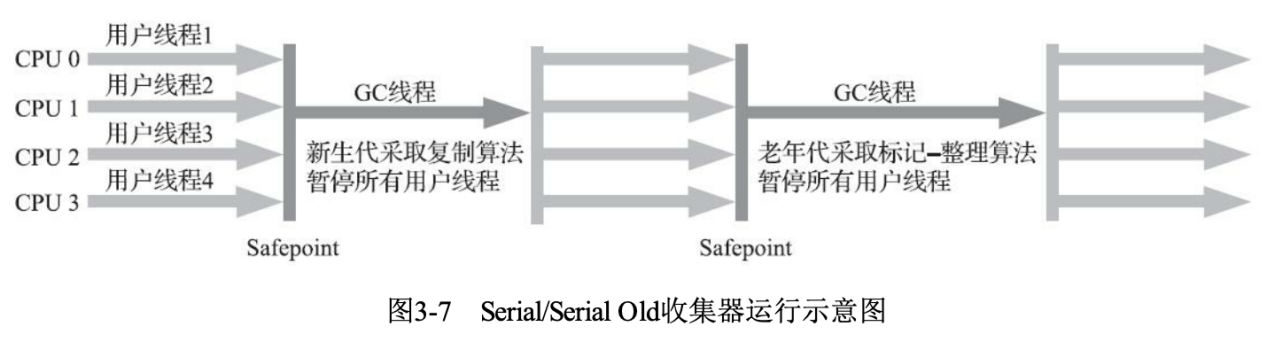 用户线程1
CPU 0
用户线程2
CPU 1
用户线程3
CPU 2
用户线程4
CPU 3
GC线程
新生代采取复制算法
暂停所有用户线程
Safepoint
GC线程
老年代采取标记–整理算法
暂停所有用户线程
Safepoint
图3-7 Serial/Serial Old收集器运行示意图